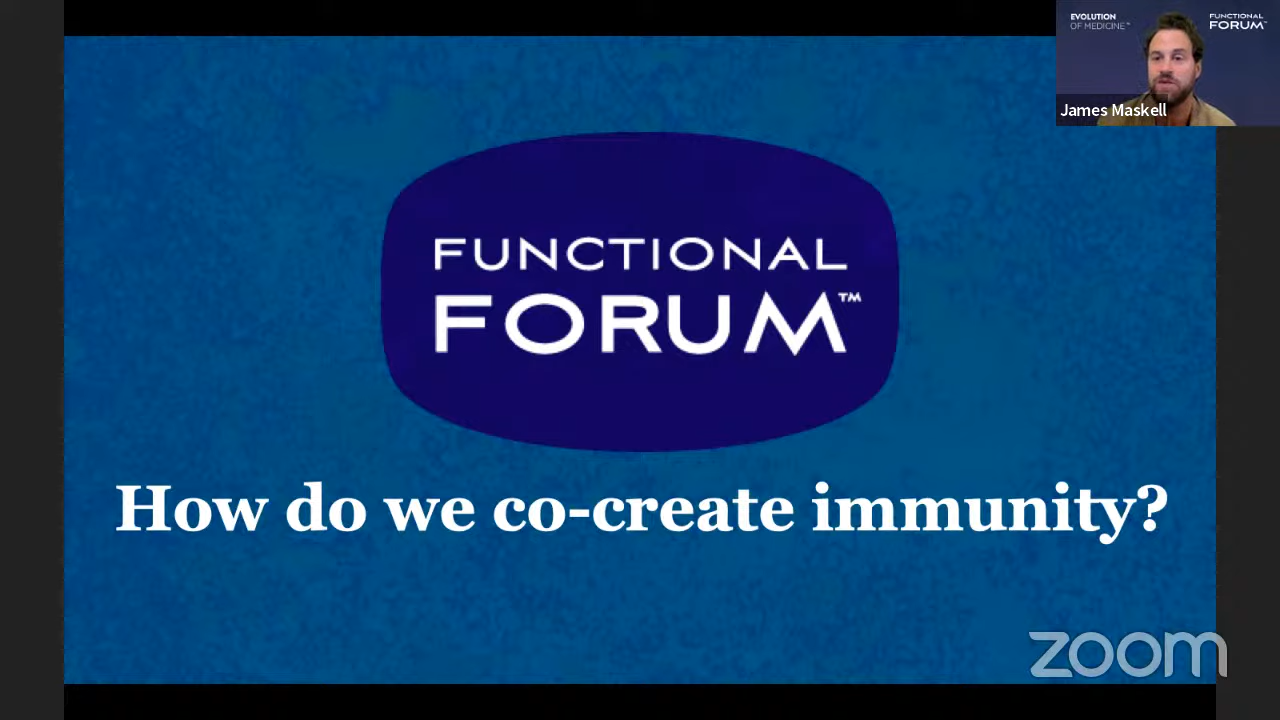 EVOLUTION
OF MEDICINE™
FUNCTIONAL
FORUM™
James Maskell
FUNCTIONAL
FORUM™
How do we co-create immunity?
zoom